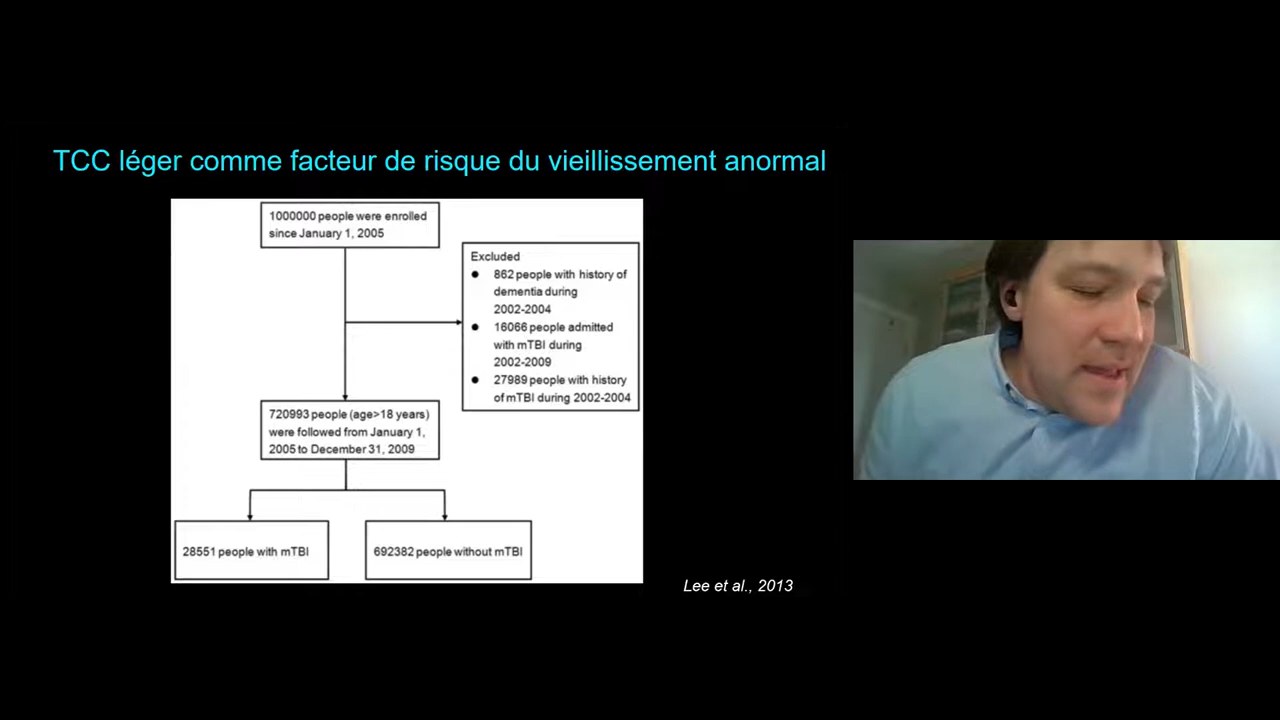 TCC léger comme facteur de risque du vieillissement anormal
1000000 people were enrolled
since January 1, 2005
Excluded
● 862 people with history of
dementia during
2002-2004
● 16066 people admitted
with mTBI during
2002-2009
● 27989 people with history
of mTBI during 2002-2004
720993 people (age>18 years)
were followed from January 1,
2005 to December 31, 2009
28551 people with mTBI
692382 people without mTBI
Lee et al., 2013